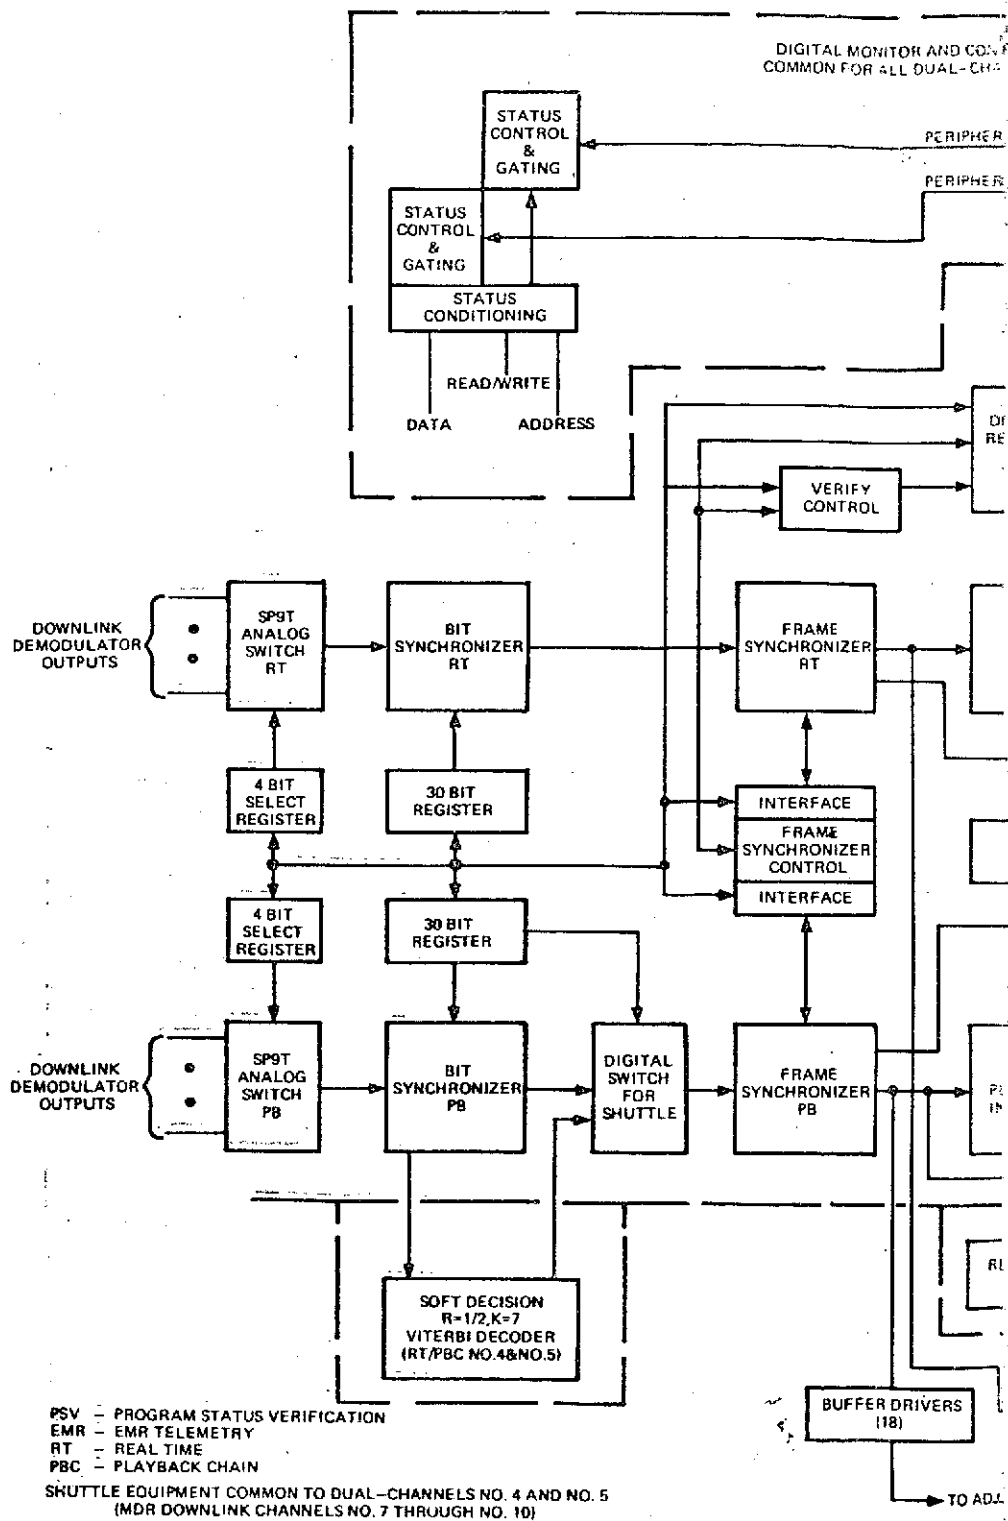 DIGITAL MONITOR AND
COMMON FOR ALL DUAL-
STATUS
CONTROL
&
GATING
PERIPHER
PERIPHER
STATUS
CONTROL
&
GATING
STATUS
CONDITIONING
READ/WRITE
DATA
ADDRESS
RE
VERIFY
CONTROL
DOWNLINK
DEMODULATOR
OUTPUTS
SP9T
ANALOG
SWITCH
RT
BIT
SYNCHRONIZER
RT
FRAME
SYNCHRONIZER
RT
4 BIT
SELECT
REGISTER
30 BIT
REGISTER
INTERFACE
FRAME
SYNCHRONIZER
CONTROL
INTERFACE
4 BIT
SELECT
REGISTER
30 BIT
REGISTER
DOWNLINK
DEMODULATOR
OUTPUTS
SP9T
ANALOG
SWITCH
PB
BIT
SYNCHRONIZER
PB
DIGITAL
SWITCH
FOR
SHUTTLE
FRAME
SYNCHRONIZER
PB
IN
SOFT DECISION
R=1/2,K=7
VITERBI DECODER
(RT/PBC NO.4&NO.5)
BUFFER DRIVERS
(18)
TO
PSV – PROGRAM STATUS VERIFICATION
EMR – EMR TELEMETRY
RT – REAL TIME
PBC – PLAYBACK CHAIN
SHUTTLE EQUIPMENT COMMON TO DUAL–CHANNELS NO. 4 AND NO. 5
(MDR DOWNLINK CHANNELS NO. 7 THROUGH NO. 10)